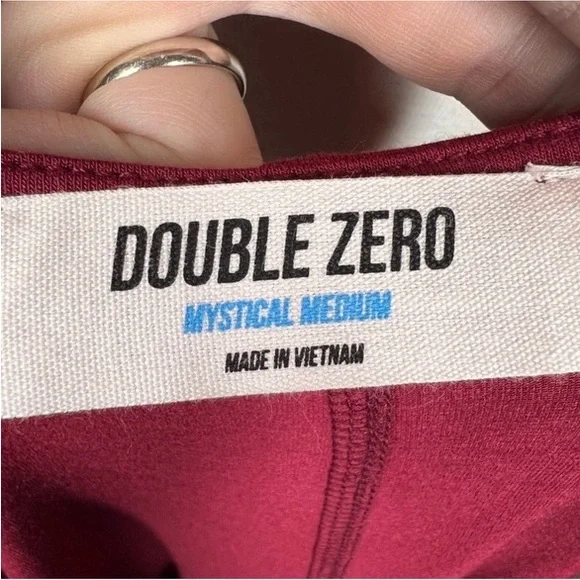 DOUBLE ZERO
MYSTICAL MEDIUM
MADE IN VIETNAM